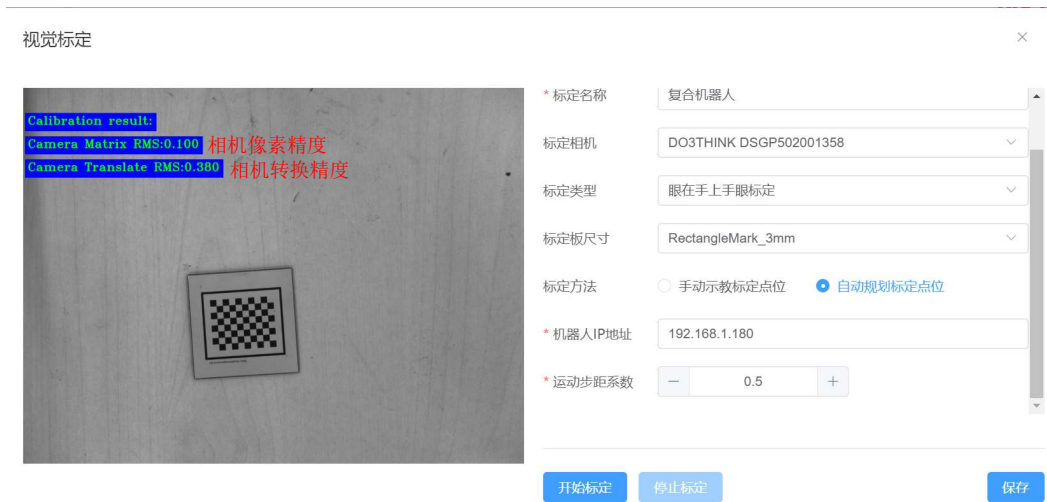 视觉标定
Calibration result:
Camera Matrix RMS:0.100 相机像素精度
Camera Translate RMS:0.380 相机转换精度
* 标定名称 复合机器人
标定相机 DO3THINK DSGP502001358
标定类型 眼在手上手眼标定
标定板尺寸 RectangleMark_3mm
标定方法 手动示教标定点位 自动规划标定点位
* 机器人IP地址 192.168.1.180
* 运动步距系数 0.5
开始标定 停止标定 保存